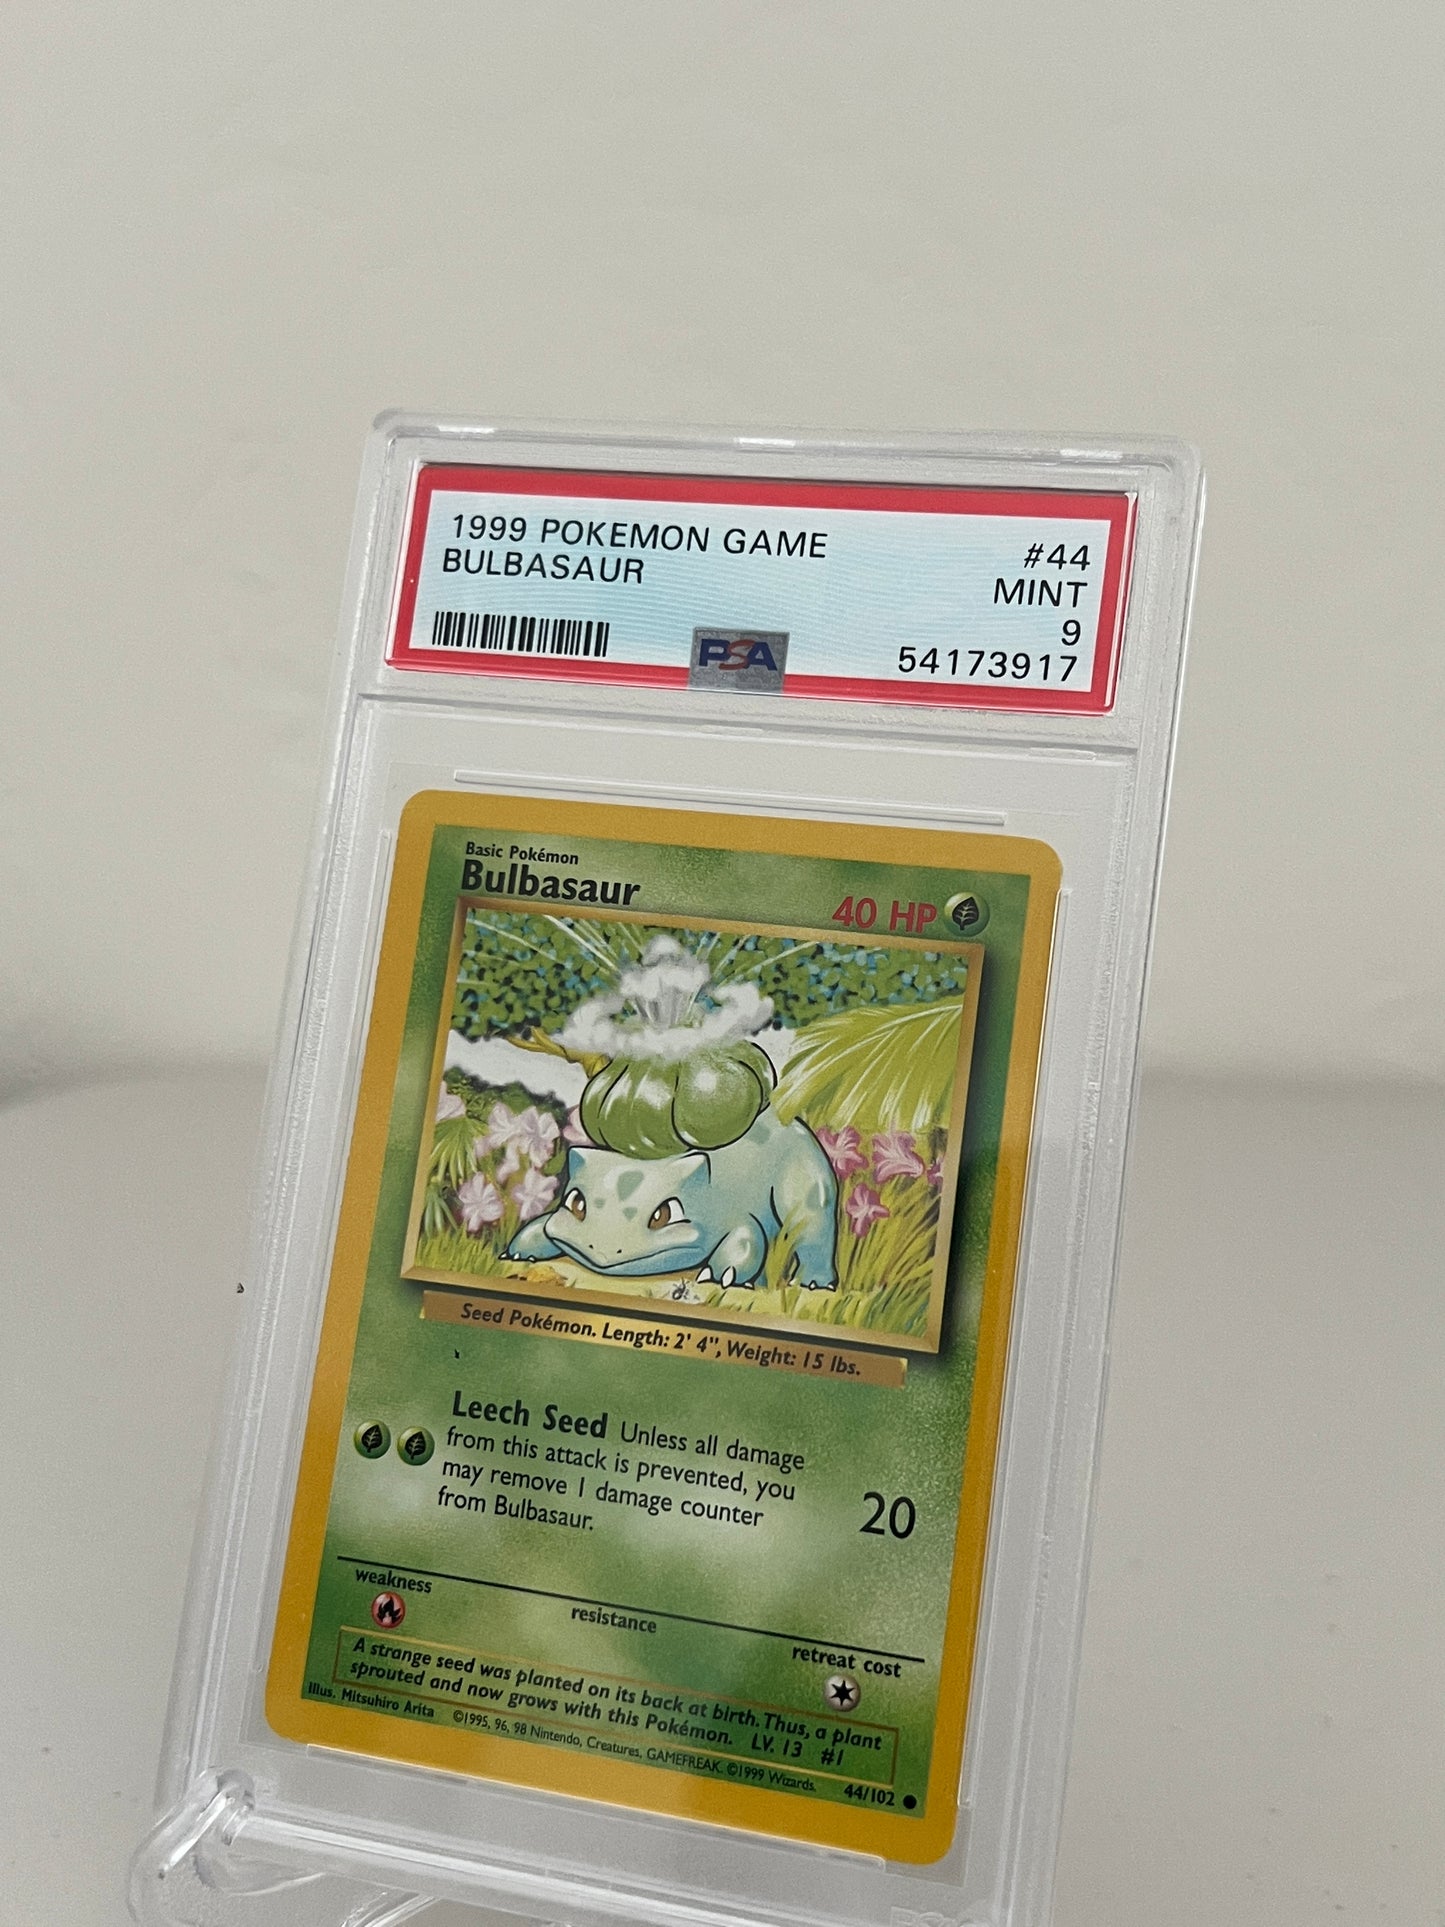 1999 POKEMON GAME #44
BULBASAUR MINT
9
PSA 54173917
Basic Pokémon
Bulbasaur 40 HP
Seed Pokémon. Length: 2' 4", Weight: 15 lbs.
Leech Seed Unless all damage
from this attack is prevented, you
may remove 1 damage counter
from Bulbasaur.
20
weakness resistance retreat cost
A strange seed was planted on its back at birth. Thus, a plant
sprouted and now grows with this Pokémon. LV. 13 #1
Illus. Mitsuhiro Arita ©1995, 96, 98 Nintendo, Creatures, GAMEFREAK. ©1999 Wizards. 44/102